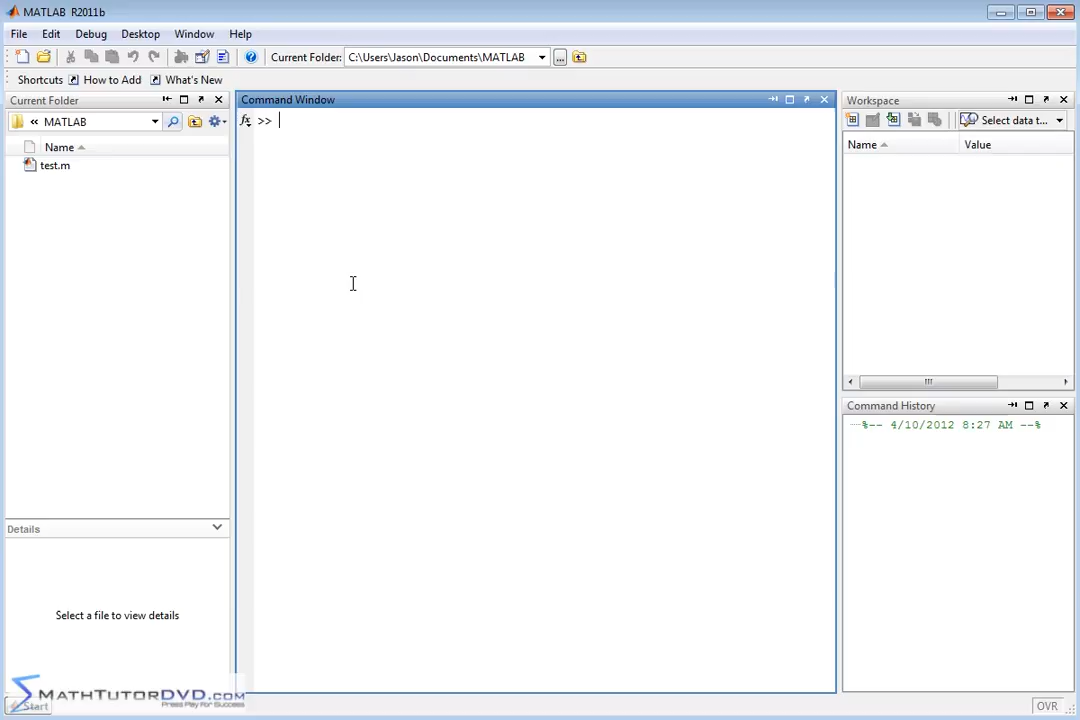 MATLAB R2011b
File Edit Debug Desktop Window Help
Current Folder: C:\Users\Jason\Documents\MATLAB ...
Shortcuts How to Add What's New
Current Folder
« MATLAB
Name
test.m
Details
Select a file to view details
Command Window
fx >>
Workspace
Select data t...
Name Value
Command History
%-- 4/10/2012 8:27 AM --%
MATHTUTORDVD.COM
Press Play For Success
Start
OVR